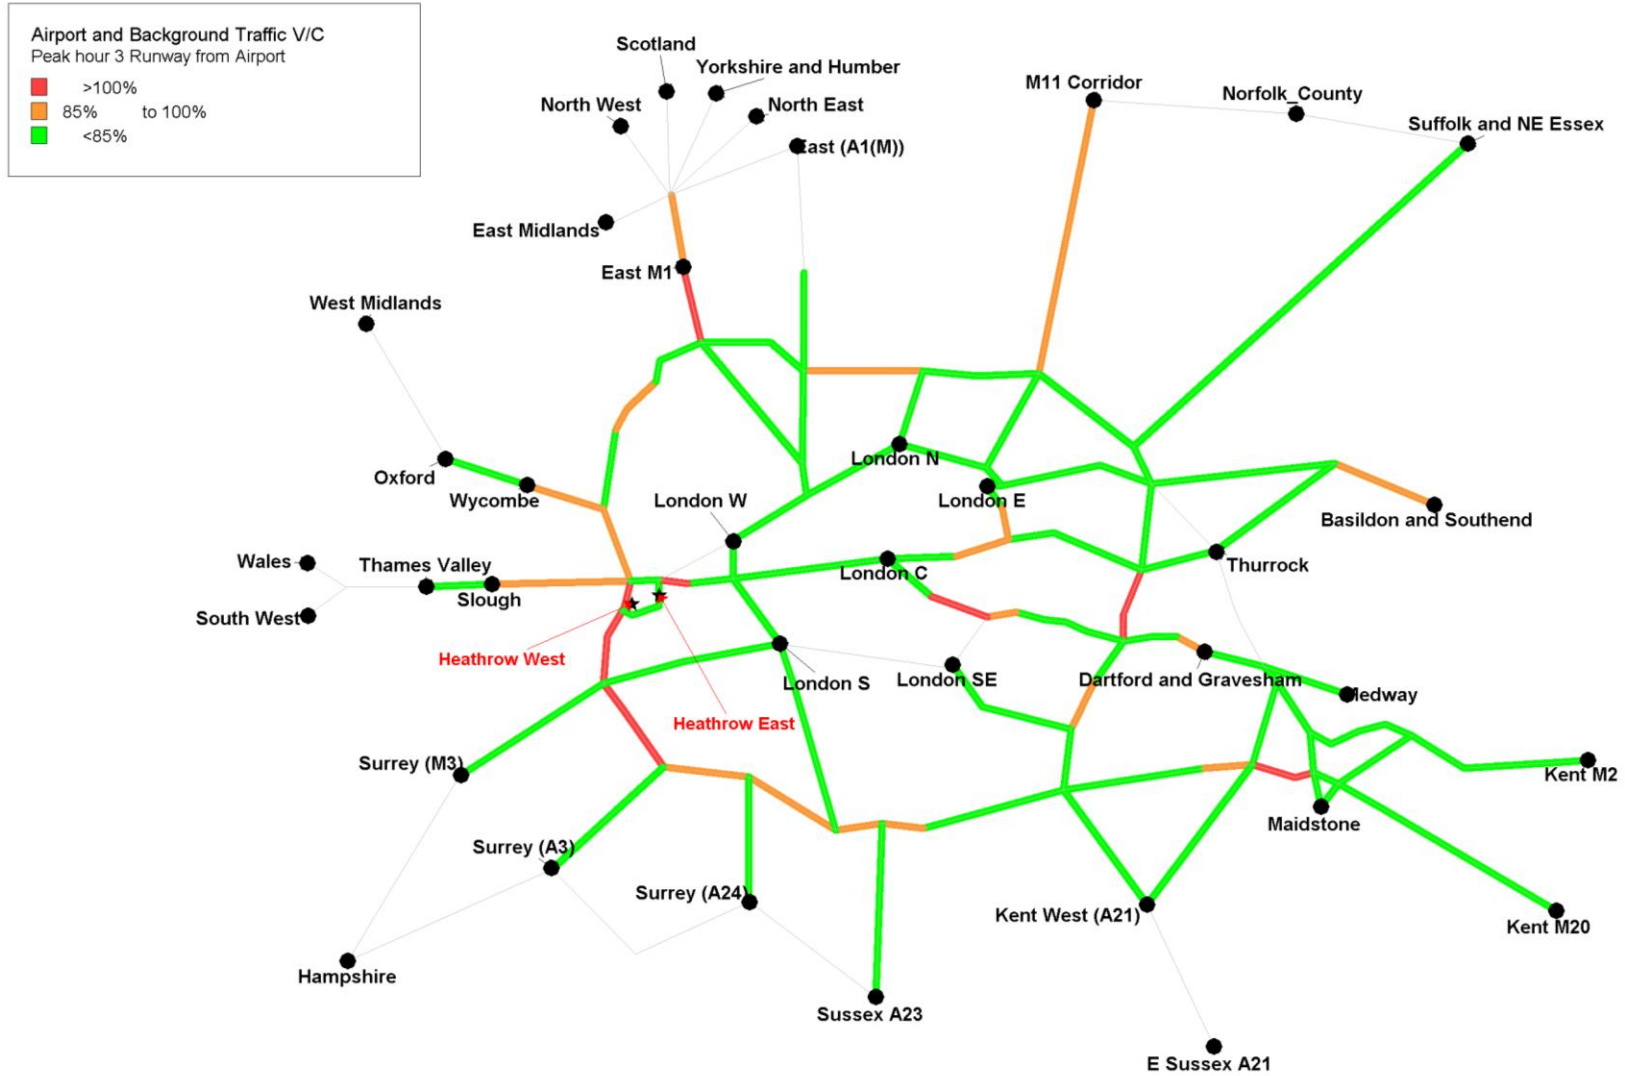 Airport and Background Traffic V/C
Peak hour 3 Runway from Airport
>100%
85% to 100%
<85%
Scotland
Yorkshire and Humber
North West
North East
East (A1(M))
M11 Corridor
Norfolk_County
Suffolk and NE Essex
East Midlands
East M1
West Midlands
London N
Oxford
Wycombe
London W
London E
Basildon and Southend
Wales
Thames Valley
London C
Thurrock
Slough
South West
Heathrow West
London S
London SE
Dartford and Gravesham
Medway
Heathrow East
Surrey (M3)
Kent M2
Maidstone
Surrey (A3)
Surrey (A24)
Kent West (A21)
Kent M20
Hampshire
Sussex A23
E Sussex A21